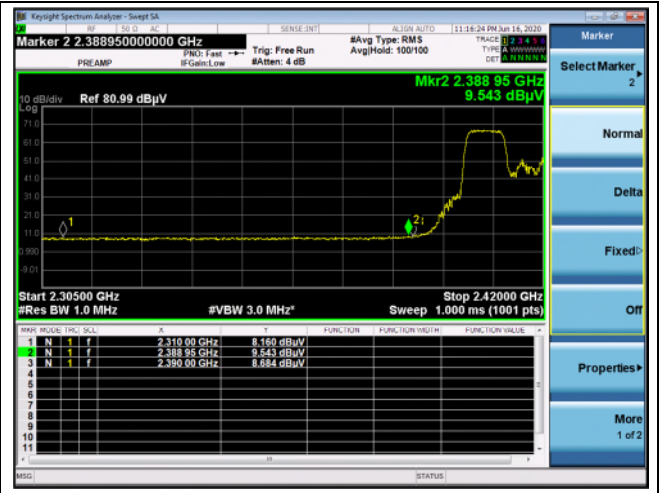 Keysight Spectrum Analyzer - Swept SA
RF 50 Ω AC SENSE:INT ALIGN AUTO 11:16:24 PM Jun 16, 2020
Marker 2 2.388950000000 GHz
PREAMP
PNO: Fast
IFGain:Low
Trig: Free Run
#Atten: 4 dB
#Avg Type: RMS
Avg|Hold: 100/100
TRACE 1 2 3 4 5 6
TYPE A WWWWW
DET A N N N N N
Mkr2 2.388 95 GHz
9.543 dBµV
10 dB/div Ref 80.99 dBµV
Log
71.0
61.0
51.0
41.0
31.0
21.0
11.0
0.990
-9.01
1
2
Start 2.30500 GHz Stop 2.42000 GHz
#Res BW 1.0 MHz #VBW 3.0 MHz* Sweep 1.000 ms (1001 pts)
MKR MODE TRC SCL X Y FUNCTION FUNCTION WIDTH FUNCTION VALUE
1 N 1 f 2.310 00 GHz 8.160 dBµV
2 N 1 f 2.388 95 GHz 9.543 dBµV
3 N 1 f 2.390 00 GHz 8.684 dBµV
4
5
6
7
8
9
10
11
MSG STATUS
Marker
Select Marker
2
Normal
Delta
Fixed
Off
Properties
More
1 of 2